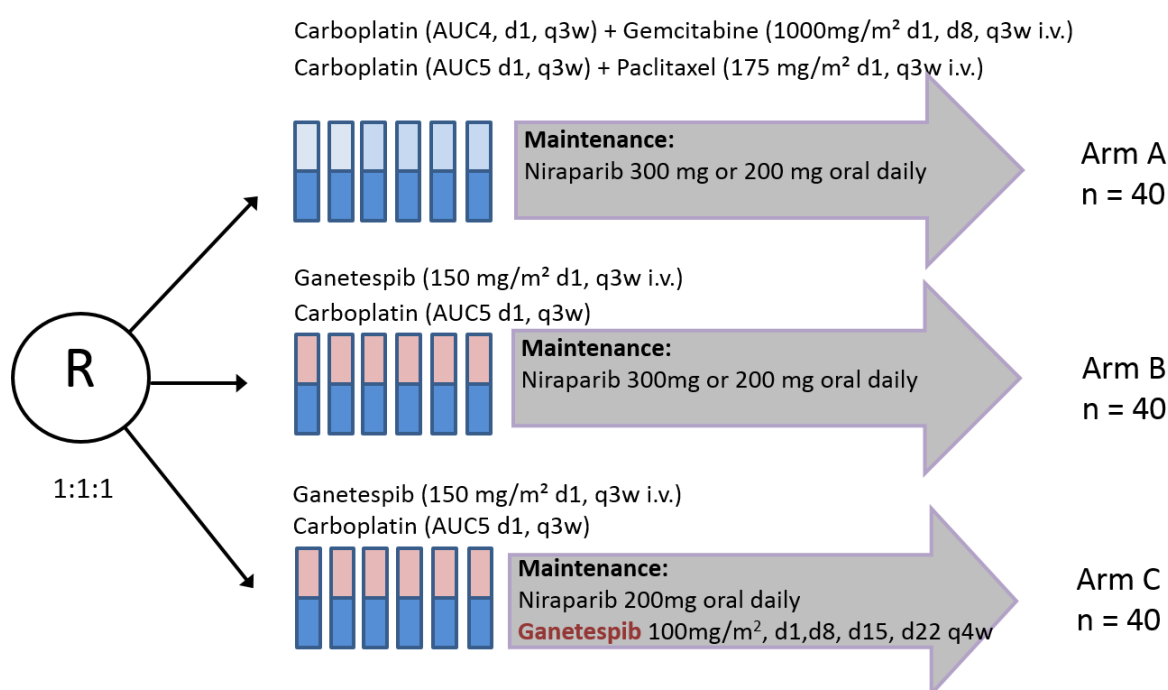 Carboplatin (AUC4, d1, q3w) + Gemcitabine (1000mg/m² d1, d8, q3w i.v.)
Carboplatin (AUC5 d1, q3w) + Paclitaxel (175 mg/m² d1, q3w i.v.)
Maintenance:
Niraparib 300 mg or 200 mg oral daily
Arm A
n = 40
Ganetespib (150 mg/m² d1, q3w i.v.)
Carboplatin (AUC5 d1, q3w)
Maintenance:
Niraparib 300mg or 200 mg oral daily
Arm B
n = 40
R
1:1:1
Ganetespib (150 mg/m² d1, q3w i.v.)
Carboplatin (AUC5 d1, q3w)
Maintenance:
Niraparib 200mg oral daily
Ganetespib 100mg/m², d1,d8, d15, d22 q4w
Arm C
n = 40